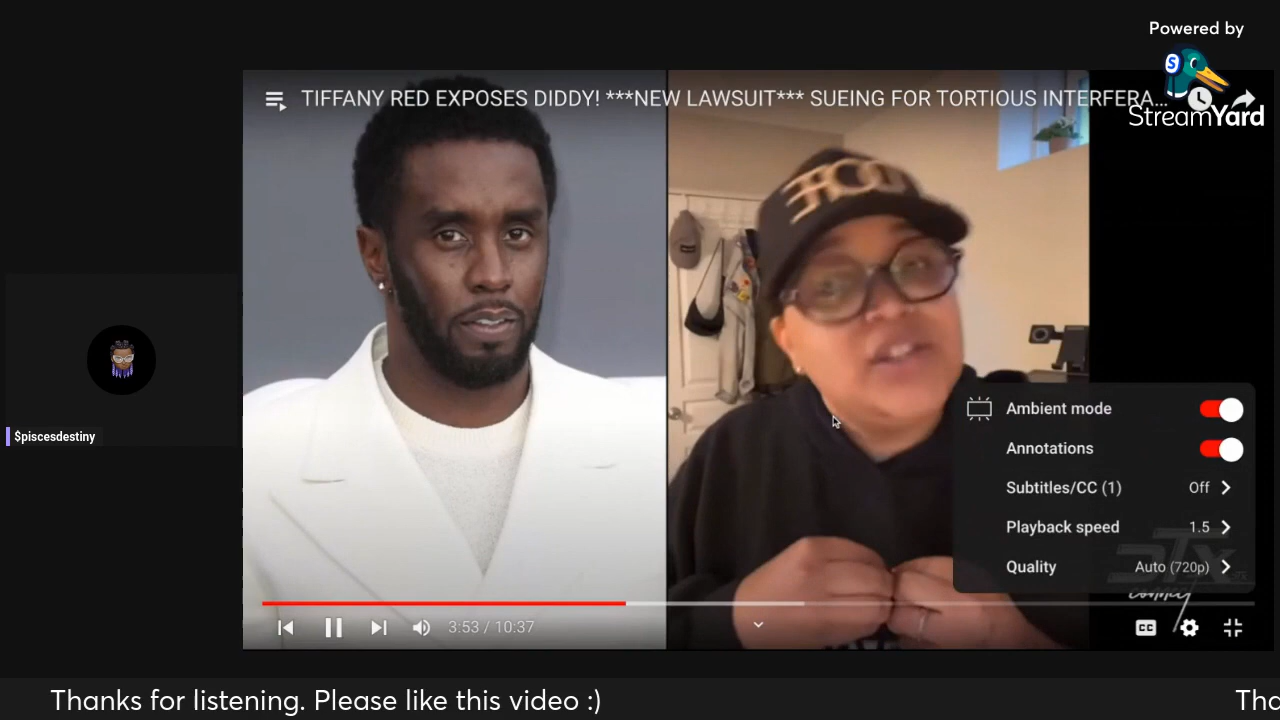 Powered by
StreamYard
TIFFANY RED EXPOSES DIDDY! ***NEW LAWSUIT*** SUEING FOR TORTIOUS INTERFERA...
$piscesdestiny
Ambient mode
Annotations
Subtitles/CC (1) Off
Playback speed 1.5
Quality Auto (720p)
3:53 / 10:37
CC
Thanks for listening. Please like this video :)
Tha